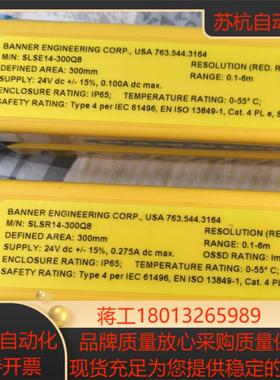 苏杭自动
BANNER ENGINEERING CORP., USA 763.544.3164
M/N: SLSE14-300Q8 RESOLUTION (RED, R
DEFINED AREA: 300mm RANGE: 0.1-6m
SUPPLY: 24V dc +/- 15%, 0.100A dc max.
ENCLOSURE RATING: IP65; TEMPERATURE RATING: 0-55° C;
SAFETY RATING: Type 4 per IEC 61496, EN ISO 13849-1, Cat. 4 PL e, S
BANNER ENGINEERING CORP., USA 763.544.3164
M/N: SLSR14-300Q8 RESOLUTION (RE
DEFINED AREA: 300mm RANGE: 0.1-6m
SUPPLY: 24V dc +/- 15%, 0.275A dc max. OSSD RATING: Im
ENCLOSURE RATING: IP65; TEMPERATURE RATING: 0-55° C
SAFETY RATING: Type 4 per IEC 61496, EN ISO 13849-1, Cat. 4 PL
蒋工18013265989
自动化
开票
品牌质量放心采购质量保
现货充足为您提供稳定的